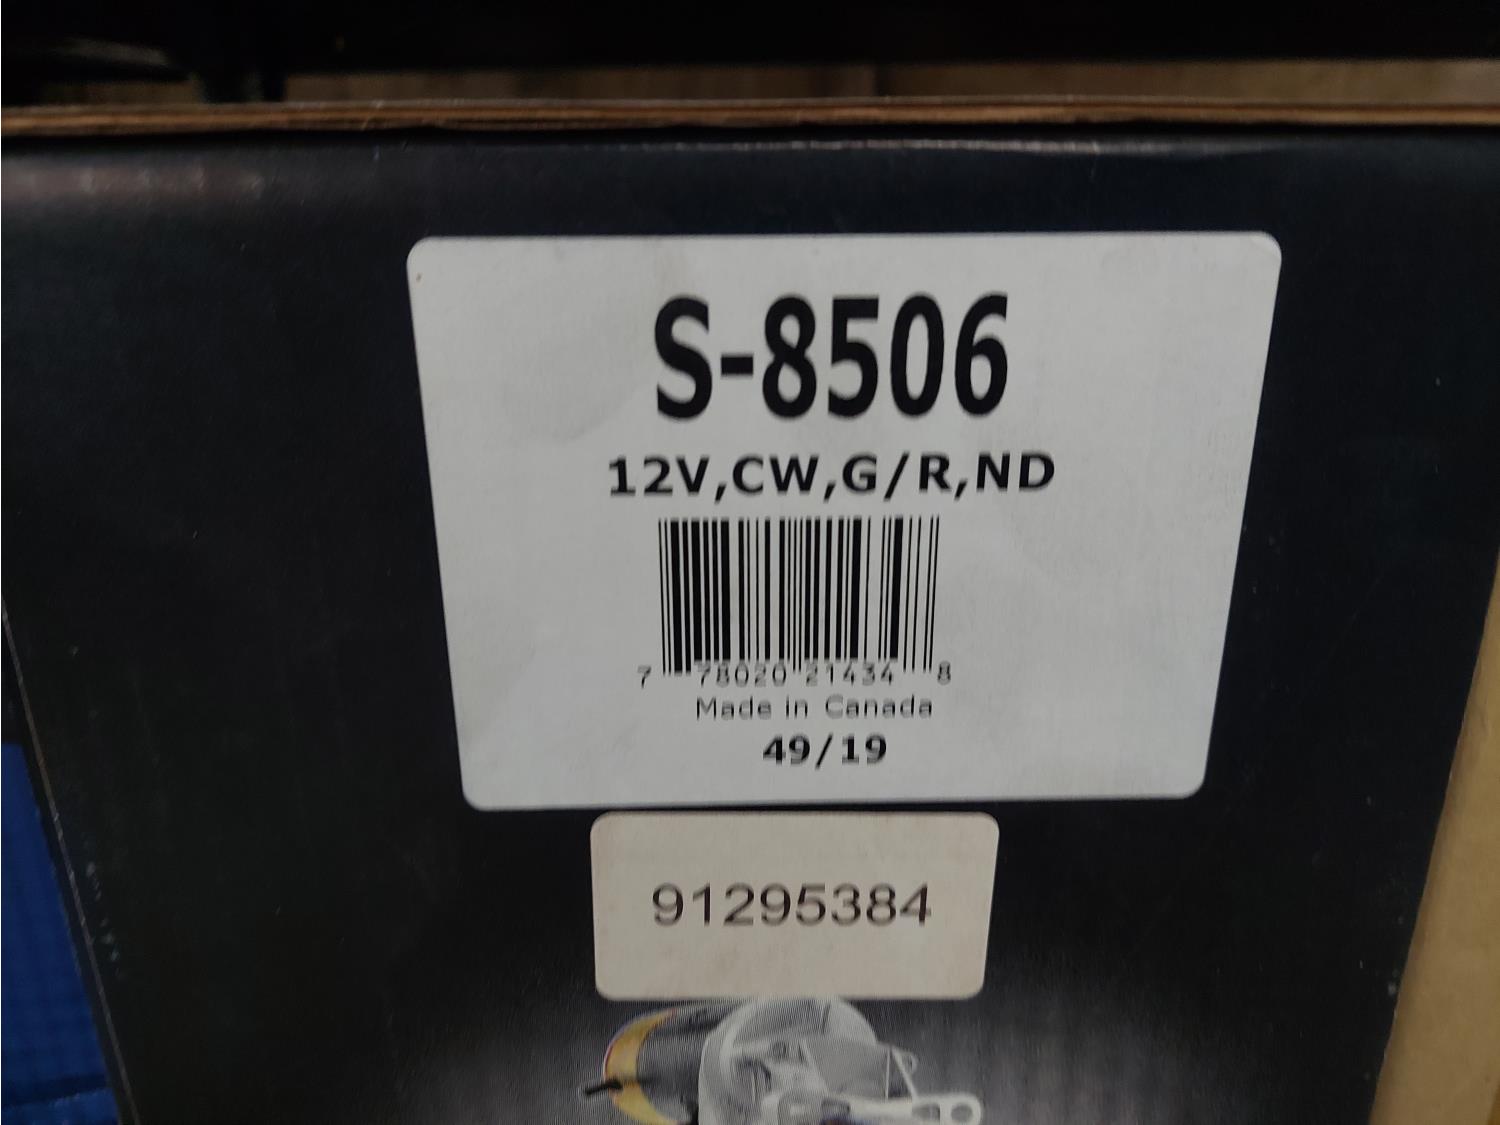 S-8506
12V,CW,G/R,ND
7 78020 21434 8
Made in Canada
49/19
91295384